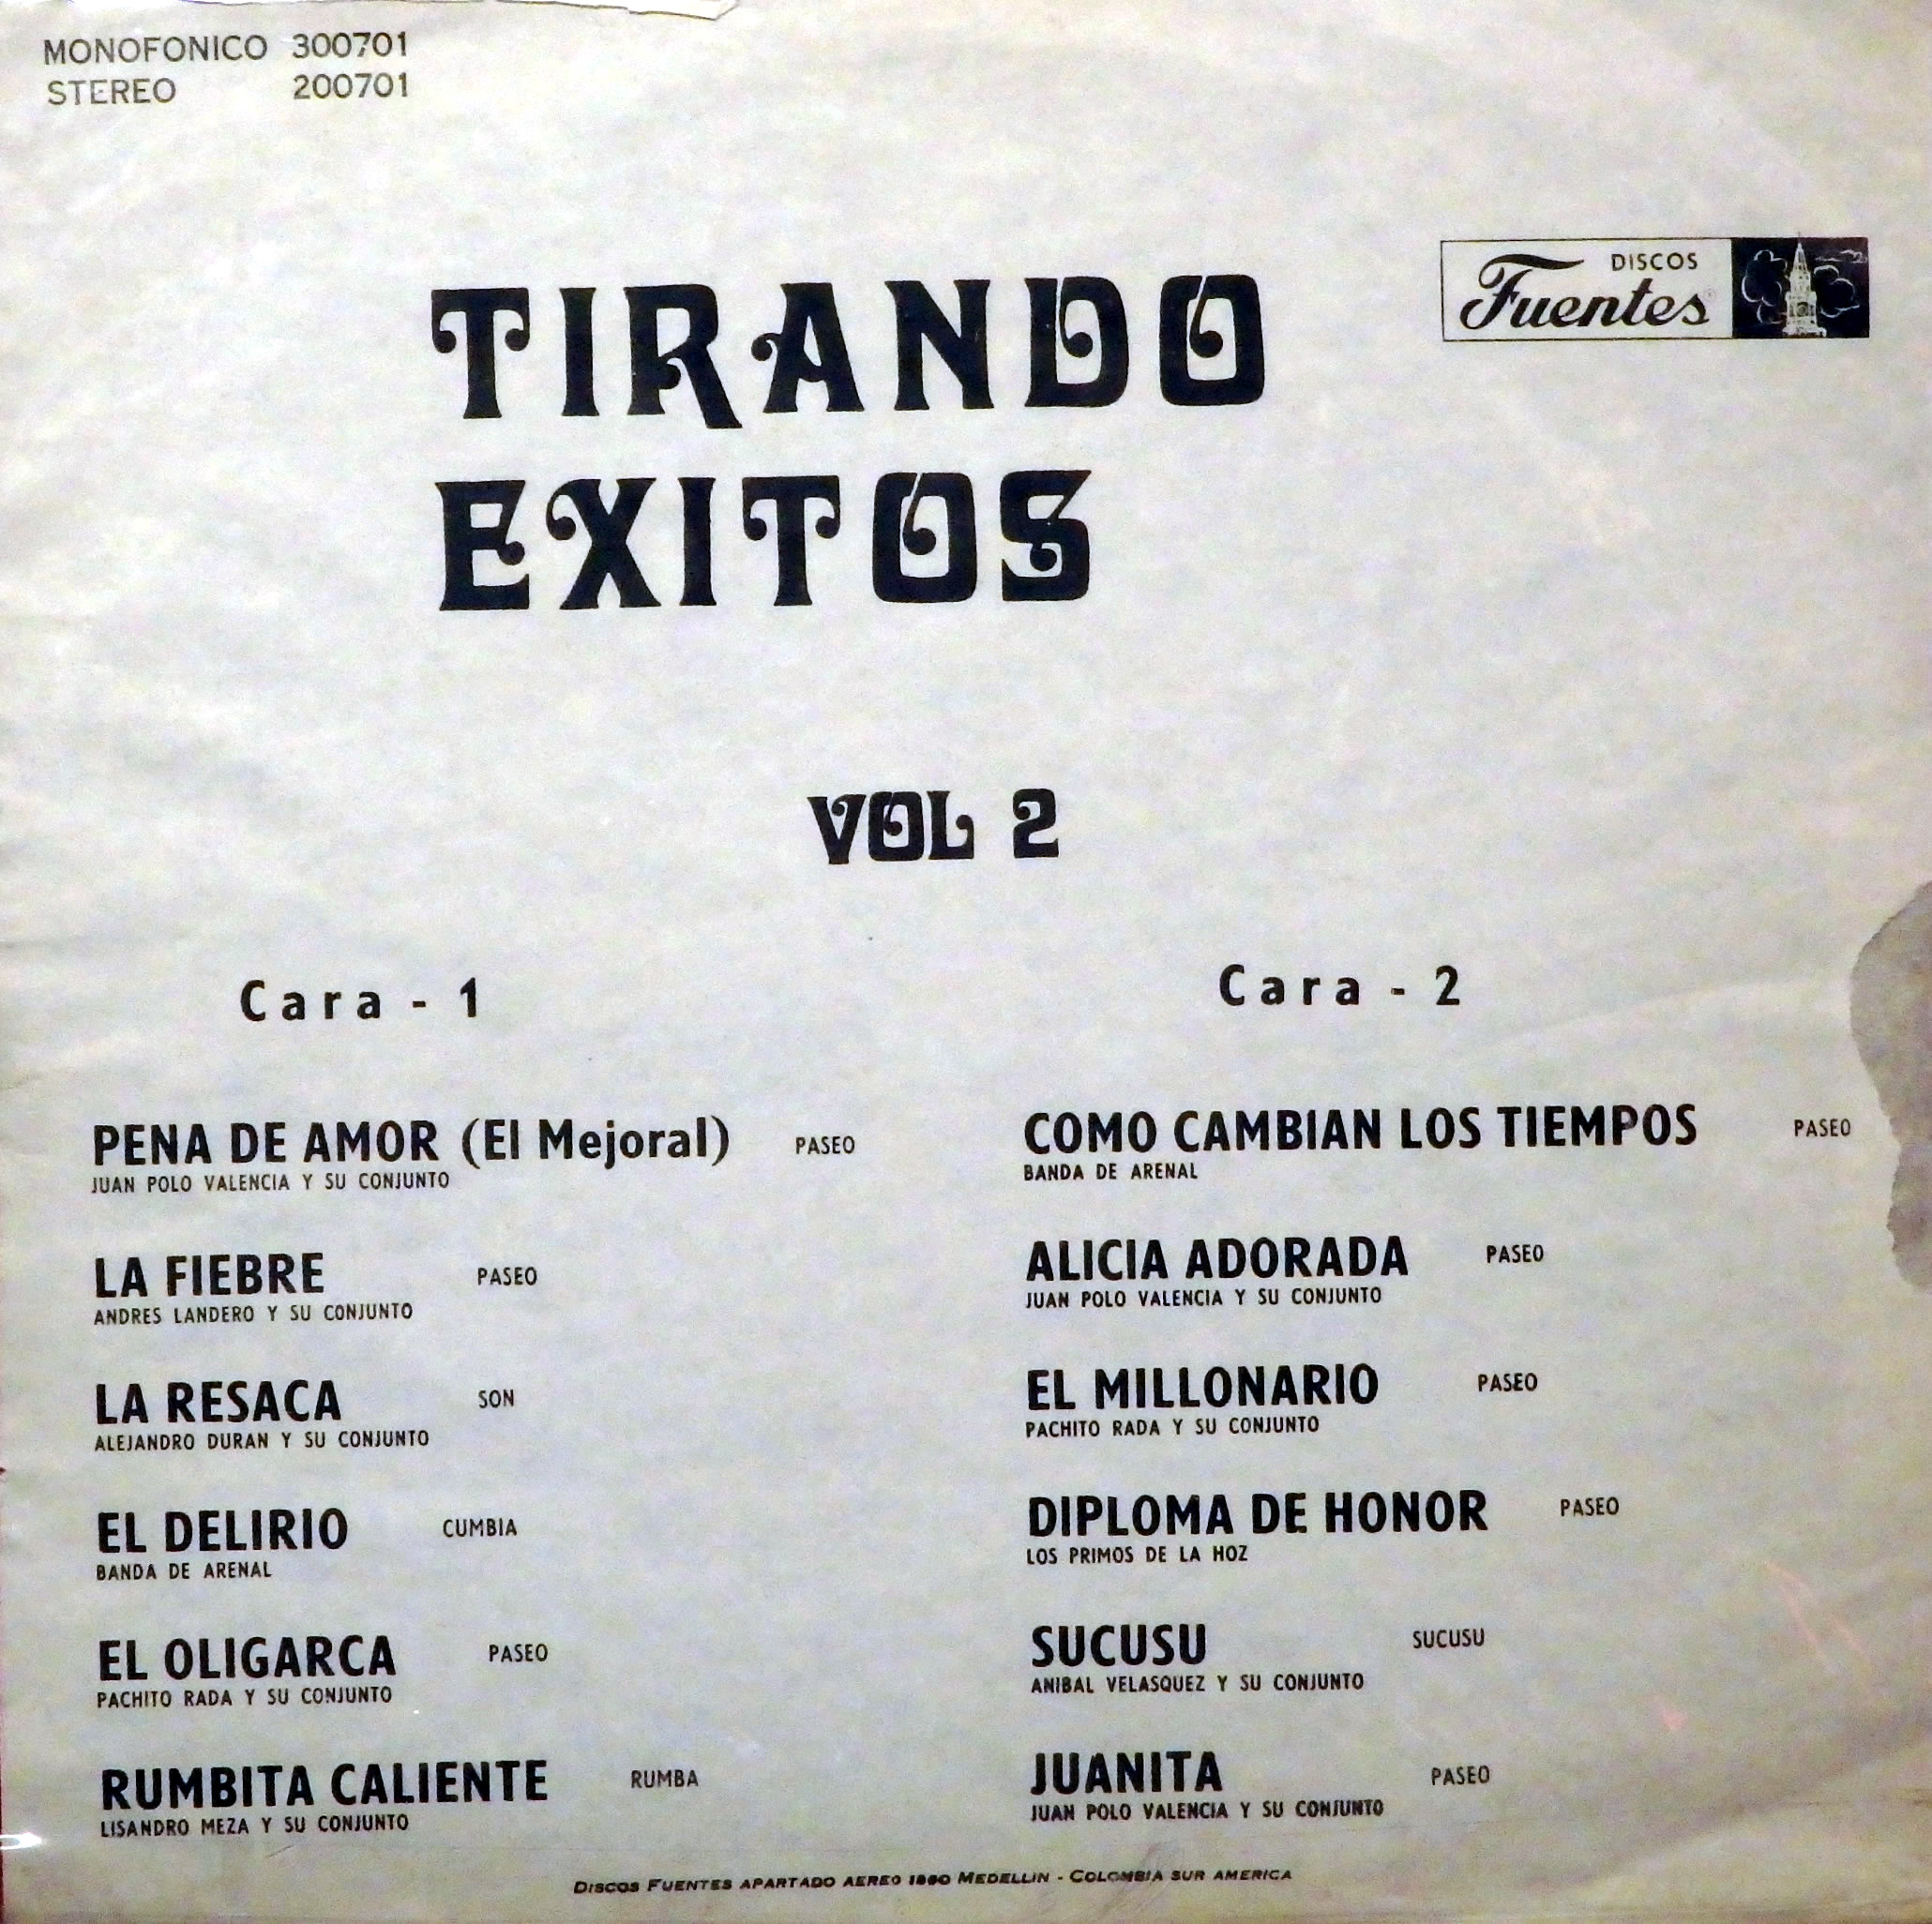 MONOFONICO 300701
STEREO 200701
DISCOS
Fuentes
TIRANDO
EXITOS
VOL 2
Cara - 1
PENA DE AMOR (El Mejoral) PASEO
JUAN POLO VALENCIA Y SU CONJUNTO
LA FIEBRE PASEO
ANDRES LANDERO Y SU CONJUNTO
LA RESACA SON
ALEJANDRO DURAN Y SU CONJUNTO
EL DELIRIO CUMBIA
BANDA DE ARENAL
EL OLIGARCA PASEO
PACHITO RADA Y SU CONJUNTO
RUMBITA CALIENTE RUMBA
LISANDRO MEZA Y SU CONJUNTO
Cara - 2
COMO CAMBIAN LOS TIEMPOS PASEO
BANDA DE ARENAL
ALICIA ADORADA PASEO
JUAN POLO VALENCIA Y SU CONJUNTO
EL MILLONARIO PASEO
PACHITO RADA Y SU CONJUNTO
DIPLOMA DE HONOR PASEO
LOS PRIMOS DE LA HOZ
SUCUSU SUCUSU
ANIBAL VELASQUEZ Y SU CONJUNTO
JUANITA PASEO
JUAN POLO VALENCIA Y SU CONJUNTO
DISCOS FUENTES APARTADO AEREO MEDELLIN - COLOMBIA SUR AMERICA